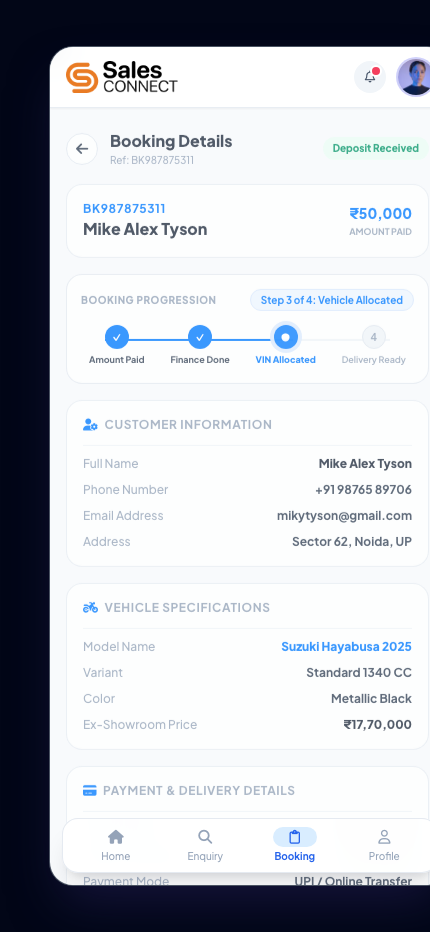 Sales
CONNECT
Booking Details
Ref: BK987875311
Deposit Received
BK987875311
Mike Alex Tyson
₹50,000
AMOUNT PAID
BOOKING PROGRESSION
Step 3 of 4: Vehicle Allocated
4
Amount Paid Finance Done VIN Allocated Delivery Ready
CUSTOMER INFORMATION
Full Name Mike Alex Tyson
Phone Number +91 98765 89706
Email Address mikytyson@gmail.com
Address Sector 62, Noida, UP
VEHICLE SPECIFICATIONS
Model Name Suzuki Hayabusa 2025
Variant Standard 1340 CC
Color Metallic Black
Ex-Showroom Price ₹17,70,000
PAYMENT & DELIVERY DETAILS
Home Enquiry Booking Profile
Payment Mode UPI / Online Transfer